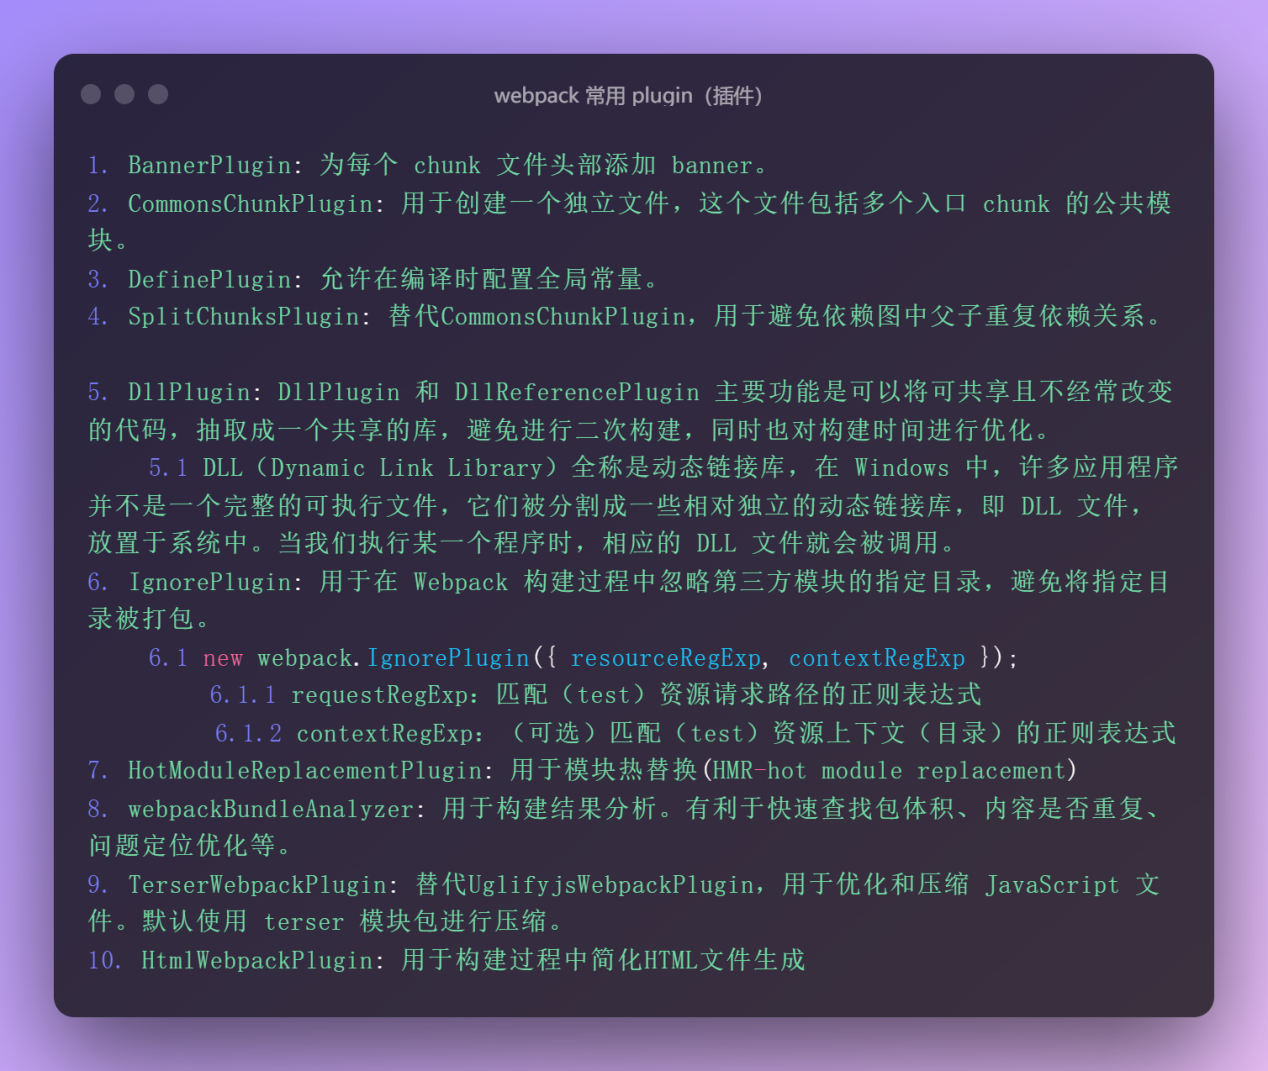 webpack 常用 plugin（插件）
1. BannerPlugin: 为每个 chunk 文件头部添加 banner。
2. CommonsChunkPlugin: 用于创建一个独立文件，这个文件包括多个入口 chunk 的公共模
块。
3. DefinePlugin: 允许在编译时配置全局常量。
4. SplitChunksPlugin: 替代CommonsChunkPlugin，用于避免依赖图中父子重复依赖关系。
5. DllPlugin: DllPlugin 和 DllReferencePlugin 主要功能是可以将可共享且不经常改变
的代码，抽取成一个共享的库，避免进行二次构建，同时也对构建时间进行优化。
5.1 DLL（Dynamic Link Library）全称是动态链接库，在 Windows 中，许多应用程序
并不是一个完整的可执行文件，它们被分割成一些相对独立的动态链接库，即 DLL 文件，
放置于系统中。当我们执行某一个程序时，相应的 DLL 文件就会被调用。
6. IgnorePlugin: 用于在 Webpack 构建过程中忽略第三方模块的指定目录，避免将指定目
录被打包。
6.1 new webpack.IgnorePlugin({ resourceRegExp, contextRegExp });
6.1.1 requestRegExp：匹配（test）资源请求路径的正则表达式
6.1.2 contextRegExp：（可选）匹配（test）资源上下文（目录）的正则表达式
7. HotModuleReplacementPlugin: 用于模块热替换(HMR-hot module replacement)
8. webpackBundleAnalyzer: 用于构建结果分析。有利于快速查找包体积、内容是否重复、
问题定位优化等。
9. TerserWebpackPlugin: 替代UglifyjsWebpackPlugin，用于优化和压缩 JavaScript 文
件。默认使用 terser 模块包进行压缩。
10. HtmlWebpackPlugin: 用于构建过程中简化HTML文件生成